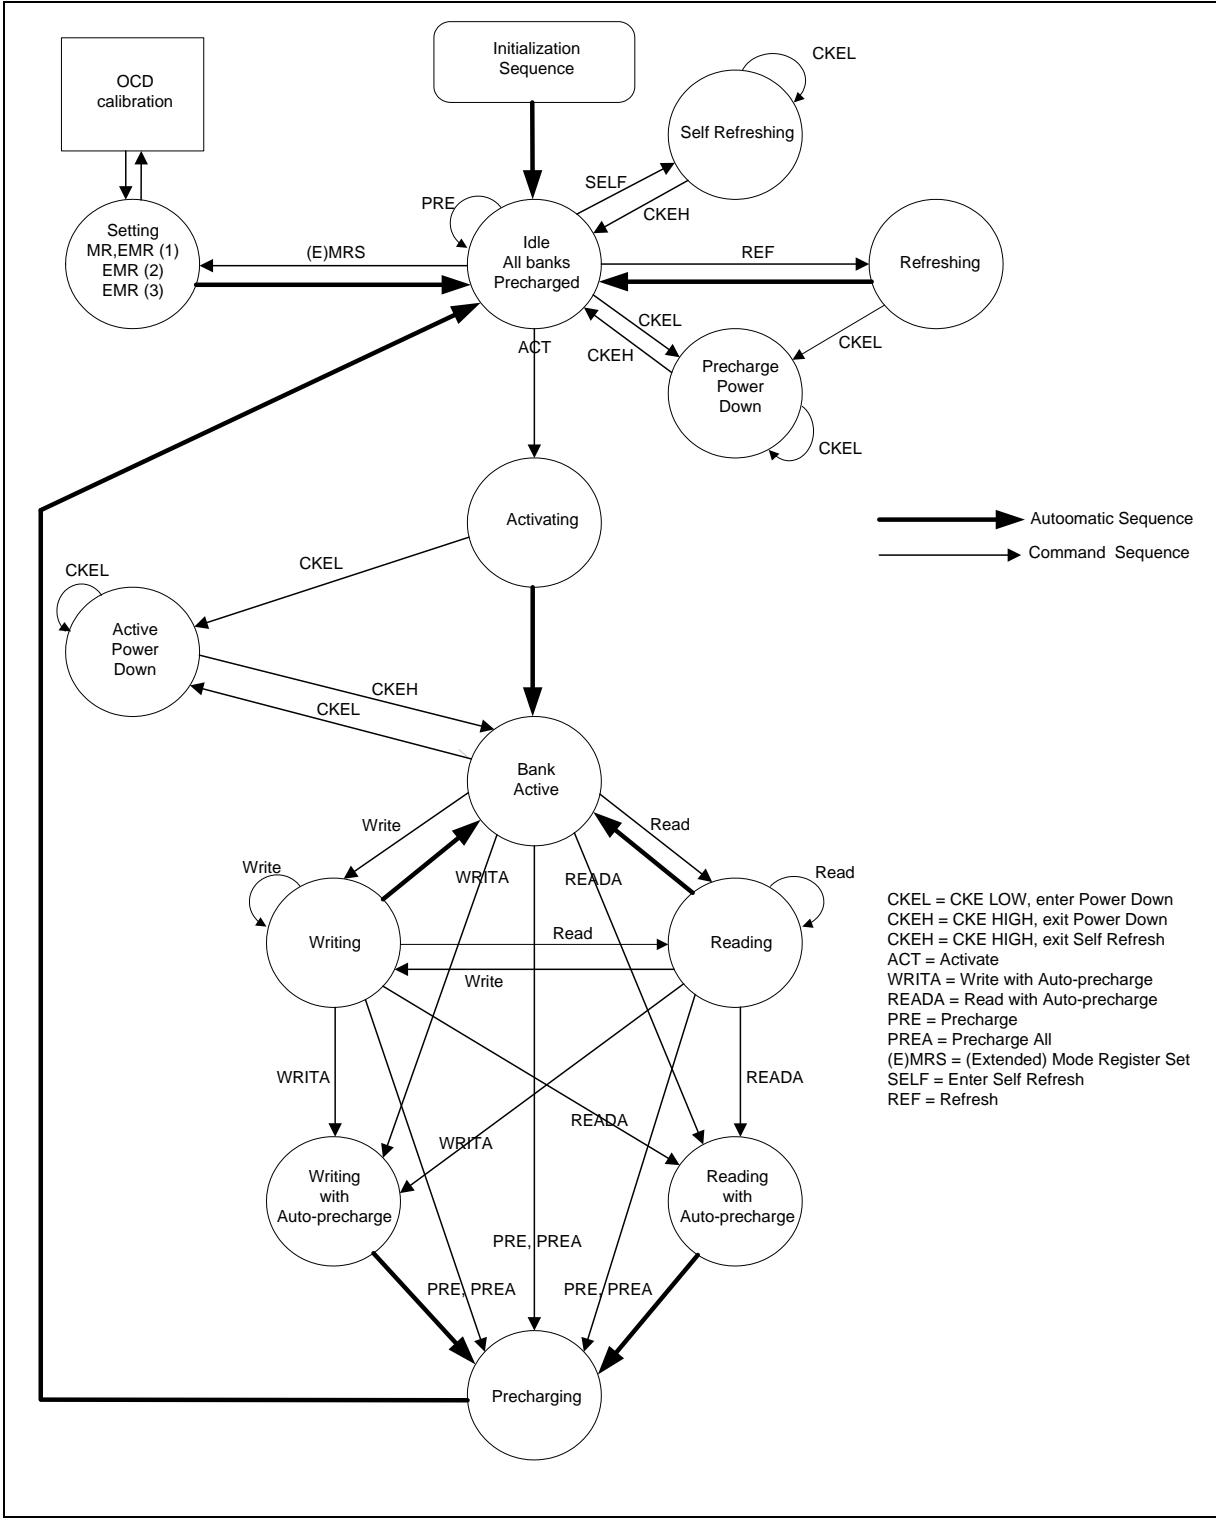 Initialization
Sequence
OCD
calibration
CKEL
Self Refreshing
SELF
CKEH
PRE
Setting
MR,EMR (1)
EMR (2)
EMR (3)
(E)MRS
Idle
All banks
Precharged
REF
Refreshing
CKEL
CKEH
ACT
CKEL
Precharge
Power
Down
CKEL
Activating
Autoomatic Sequence
Command Sequence
CKEL
CKEL
Active
Power
Down
CKEH
CKEL
Bank
Active
Write
Read
Write
WRITA
READA
Read
Writing
Read
Reading
Write
CKEL = CKE LOW, enter Power Down
CKEH = CKE HIGH, exit Power Down
CKEH = CKE HIGH, exit Self Refresh
ACT = Activate
WRITA = Write with Auto-precharge
READA = Read with Auto-precharge
PRE = Precharge
PREA = Precharge All
(E)MRS = (Extended) Mode Register Set
SELF = Enter Self Refresh
REF = Refresh
WRITA
READA
READA
WRITA
Writing
with
Auto-precharge
Reading
with
Auto-precharge
PRE, PREA
PRE, PREA
PRE, PREA
Precharging